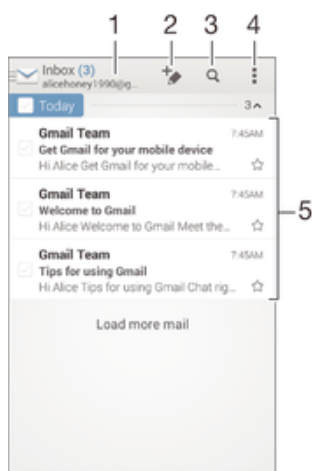 1 2 3 4
Inbox (3)
alicehoney1990@g...
Today 3
Gmail Team 7:45AM
Get Gmail for your mobile device
Hi Alice Get Gmail for your mobile...
Gmail Team 7:45AM
Welcome to Gmail
Hi Alice Welcome to Gmail Meet the...
5
Gmail Team 7:45AM
Tips for using Gmail
Hi Alice Tips for using Gmail Chat rig...
Load more mail